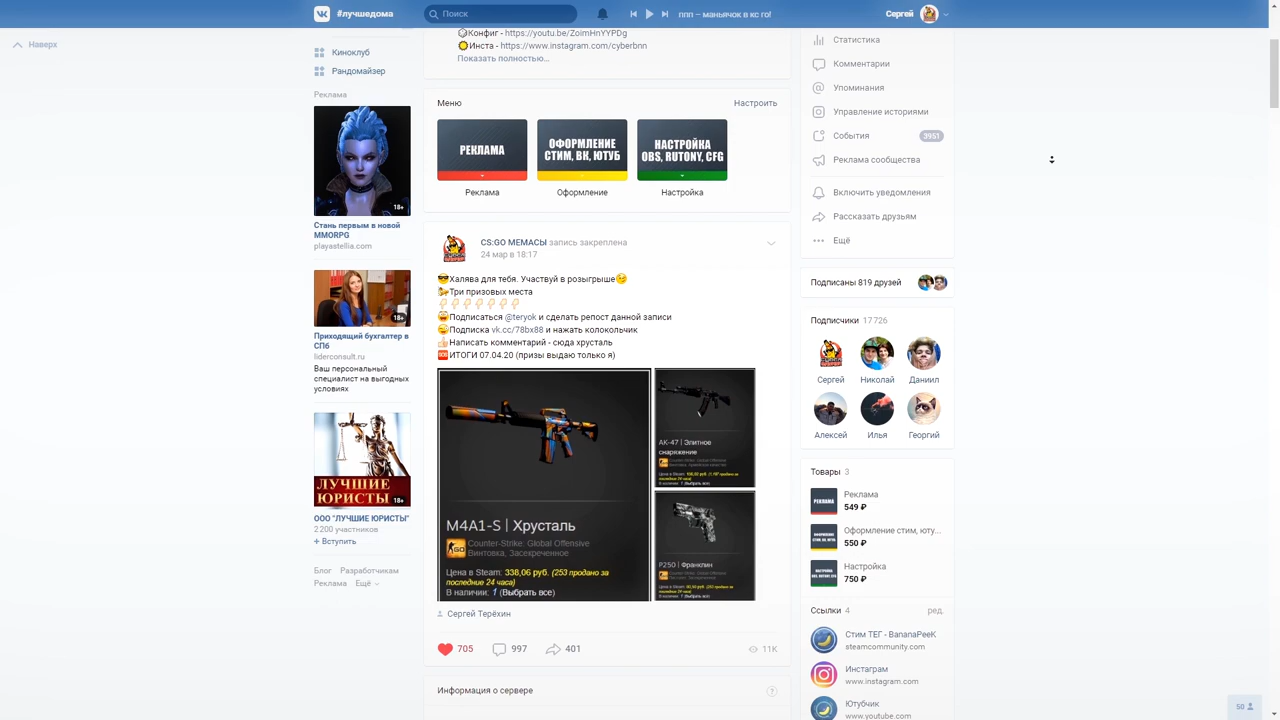 #лучшедома
Поиск
ппп – маньячок в кс го!
Сергей
Наверх
Киноклуб
Рандомайзер
Реклама
18+
Стань первым в новой
MMORPG
playastellia.com
18+
Приходящий бухгалтер в
СПб
liderconsult.ru
Ваш персональный
специалист на выгодных
условиях
ЛУЧШИЕ
ЮРИСТЫ
18+
ООО "ЛУЧШИЕ ЮРИСТЫ"
2 200 участников
+ Вступить
Блог Разработчикам
Реклама Ещё
Конфиг - https://youtu.be/ZoimHnYYPDg
Инста - https://www.instagram.com/cyberbnn
Показать полностью...
Меню
Настроить
РЕКЛАМА
ОФОРМЛЕНИЕ
СТИМ, ВК, ЮТУБ
НАСТРОЙКА
OBS, RUTONY, CFG
Реклама
Оформление
Настройка
CS:GO МЕМАСЫ запись закреплена
24 мар в 18:17
😎Халява для тебя. Участвуй в розыгрыше😏
Три призовых места
Подписаться @teryok и сделать репост данной записи
Подписка vk.cc/78bx88 и нажать колокольчик
Написать комментарий - сюда хрусталь
ИТОГИ 07.04.20 (призы выдаю только я)
M4A1-S | Хрусталь
Counter-Strike: Global Offensive
Винтовка, Засекреченное
Цена в Steam: 338,06 руб. (253 продано за
последние 24 часа)
В наличии: 1 (Выбрать все)
АК-47 | Элитное
снаряжение
P250 | Франклин
Сергей Терёхин
705
997
401
11K
Информация о сервере
?
Статистика
Комментарии
Упоминания
Управление историями
События
3951
Реклама сообщества
Включить уведомления
Рассказать друзьям
Ещё
Подписаны 819 друзей
Подписчики 17 726
Сергей
Николай
Даниил
Алексей
Илья
Георгий
Товары 3
РЕКЛАМА
Реклама
549 ₽
Оформление стим, юту...
550 ₽
Настройка
750 ₽
Ссылки 4
ред.
Стим ТЕГ - BananaPeeK
steamcommunity.com
Инстаграм
www.instagram.com
Ютубчик
www.youtube.com
50